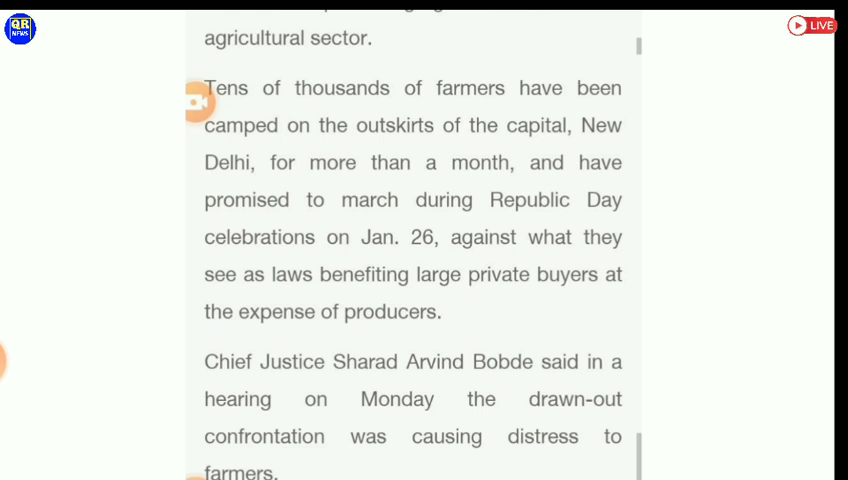 QR
NEWS
LIVE
agricultural sector.
Tens of thousands of farmers have been
camped on the outskirts of the capital, New
Delhi, for more than a month, and have
promised to march during Republic Day
celebrations on Jan. 26, against what they
see as laws benefiting large private buyers at
the expense of producers.
Chief Justice Sharad Arvind Bobde said in a
hearing on Monday the drawn-out
confrontation was causing distress to
farmers.